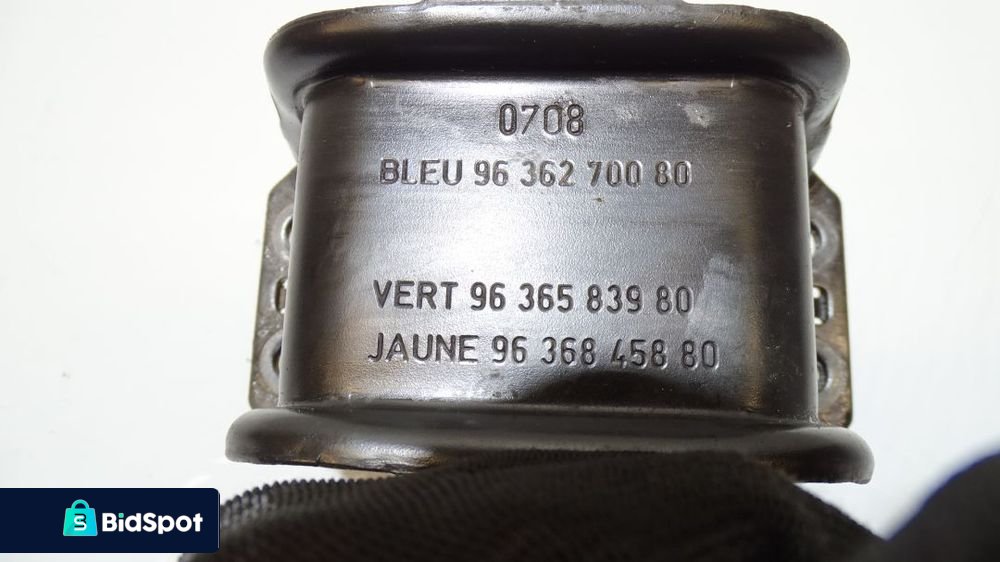 0708
BLEU 96 362 700 80
VERT 96 365 839 80
JAUNE 96 368 458 80
BidSpot